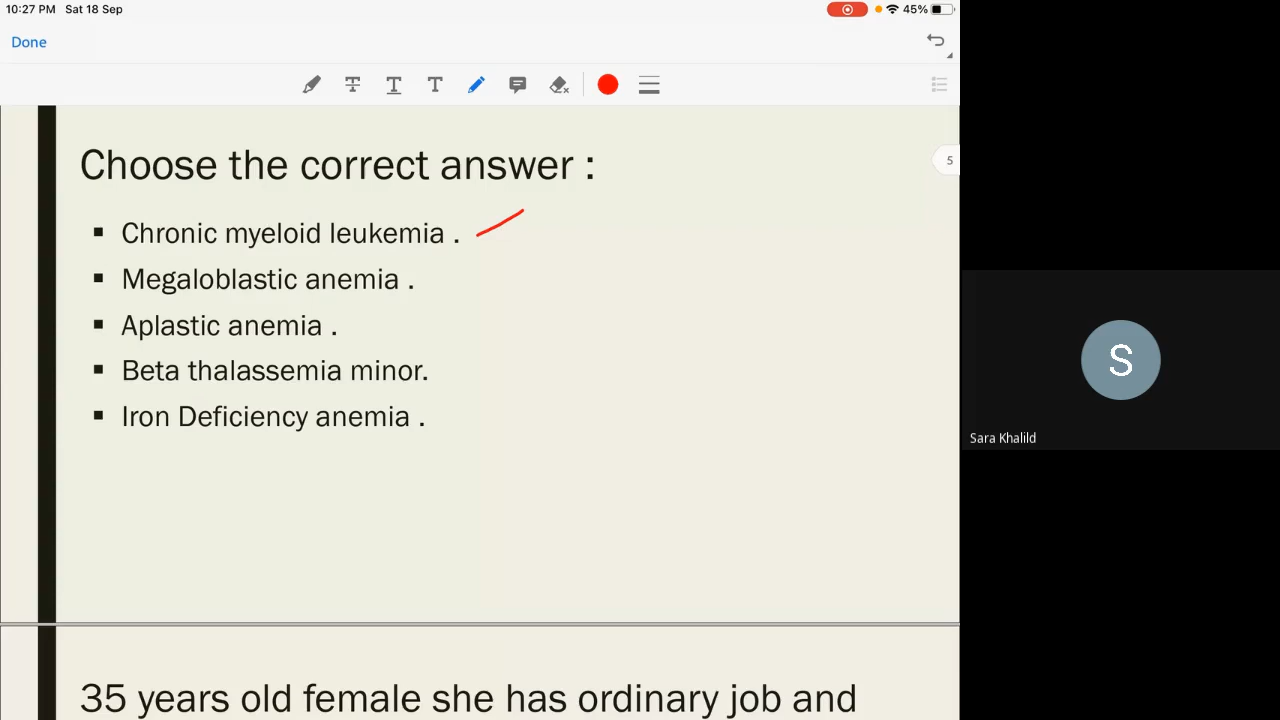 10:27 PM Sat 18 Sep 45%
Done
T T T
5
Choose the correct answer :
Chronic myeloid leukemia .
Megaloblastic anemia .
Aplastic anemia .
Beta thalassemia minor.
Iron Deficiency anemia .
S
Sara Khalild
35 years old female she has ordinary job and